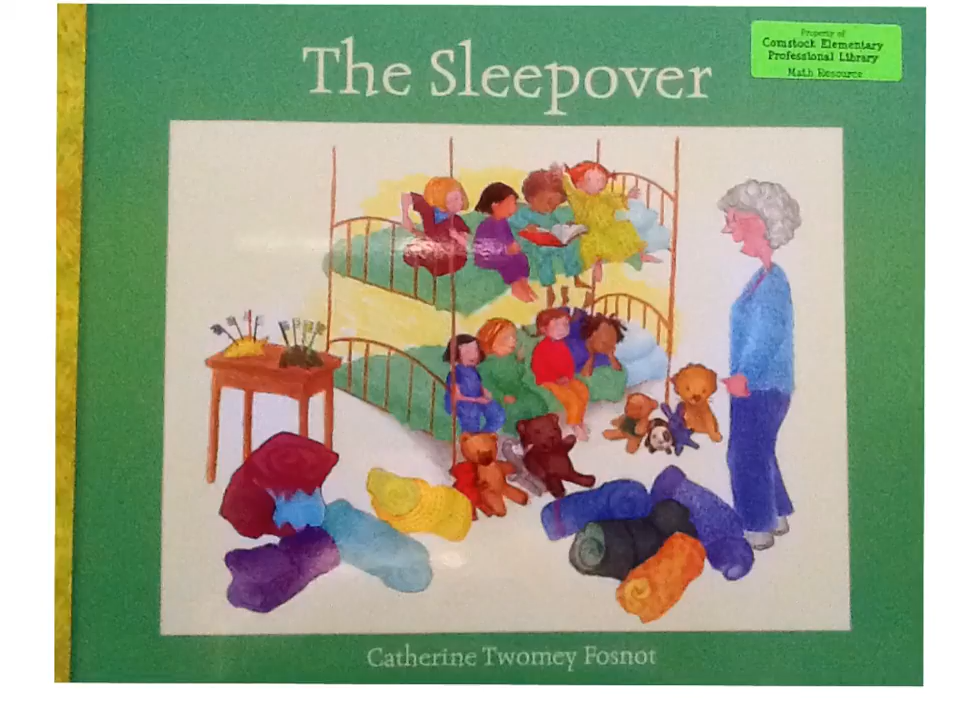 The Sleepover
Property of
Comstock Elementary
Professional Library
Math Resource
Catherine Twomey Fosnot